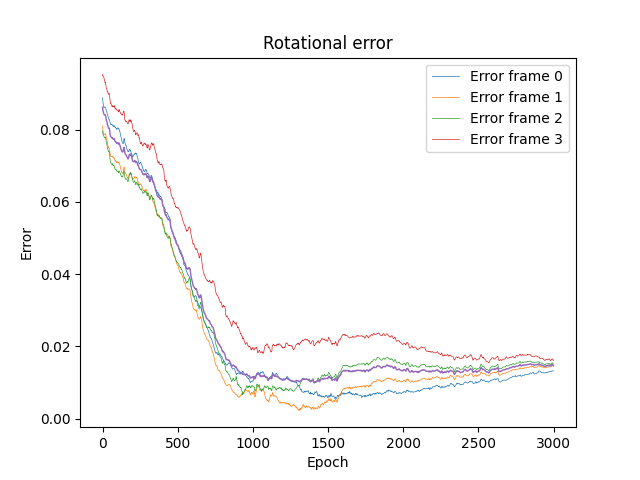 Rotational error
Error frame 0
Error frame 1
Error frame 2
Error frame 3
0.08
0.06
0.04
0.02
0.00
Error
0
500
1000
1500
2000
2500
3000
Epoch